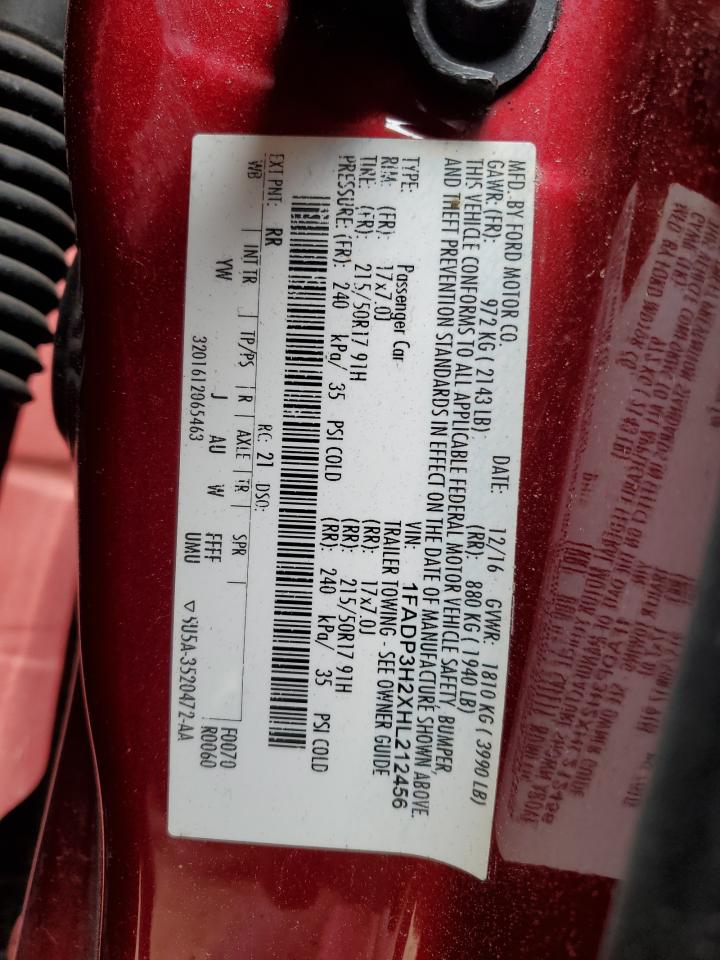 MFD. BY FORD MOTOR CO.
DATE: 12/16 GVWR: 1810 KG ( 3990 LB)
GAWR: (FR): 972 KG ( 2143 LB) (RR): 880 KG ( 1940 LB)
THIS VEHICLE CONFORMS TO ALL APPLICABLE FEDERAL MOTOR VEHICLE SAFETY, BUMPER,
AND THEFT PREVENTION STANDARDS IN EFFECT ON THE DATE OF MANUFACTURE SHOWN ABOVE.
VIN: 1FADP3H2XHL212456
TYPE: Passenger Car TRAILER TOWING - SEE OWNER GUIDE
RIM: (FR): 17x7.0J (RR): 17x7.0J
TIRE: (FR): 215/50R17 91H (RR): 215/50R17 91H
PRESSURE: (FR): 240 kPa/ 35 PSI COLD (RR): 240 kPa/ 35 PSI COLD
EXT PNT: RR RC: 21 DSO:
WB INT TR TP/PS R AXLE TR SPR F0070
YW J AU W FFFF R0060
3201612065463 UMU